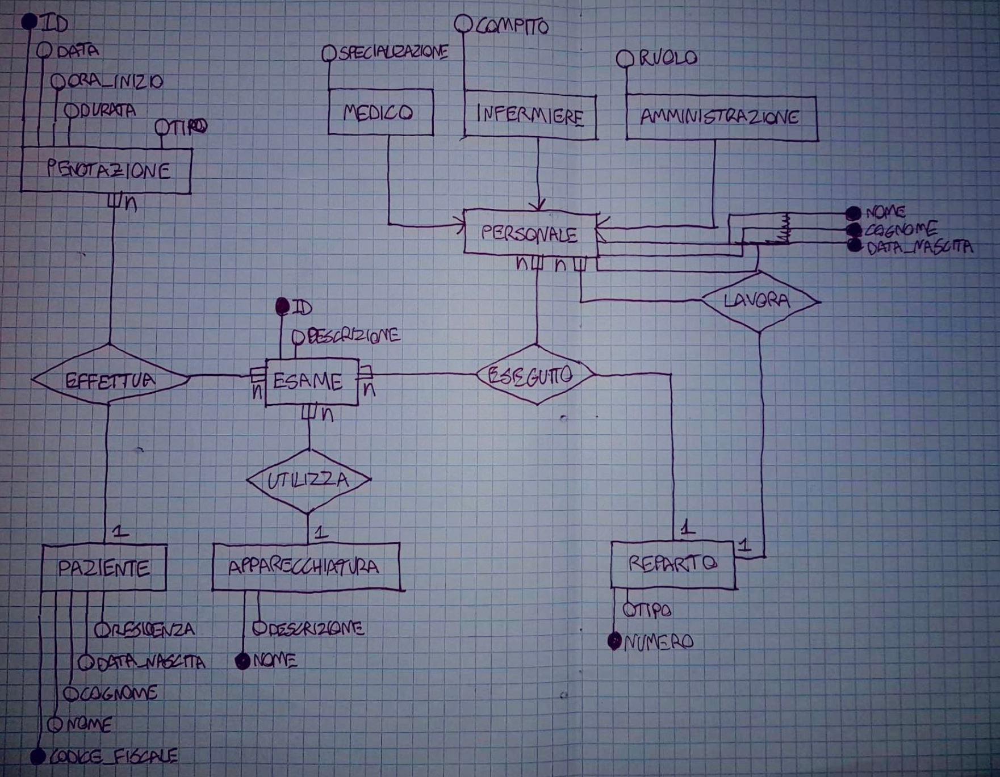 ID
DATA
ORA_INIZIO
DURATA
TIPO
PENOTAZIONE
n
COMPITO
SPECIALIZAZIONE
RUOLO
MEDICO
INFERMIERE
AMMINISTRAZIONE
PERSONALE
NOME
COGNOME
DATA_NASCITA
n n
LAVORA
ID
DESCRIZIONE
EFFETTUA
n
ESAME
n
ESEGUITO
n
UTILIZZA
1
1
1
1
PAZIENTE
APPARECCHIATURA
REPARTO
RESIDENZA
DATA_NASCITA
COGNOME
NOME
CODICE_FISCALE
DESCRIZIONE
NOME
TIPO
NUMERO